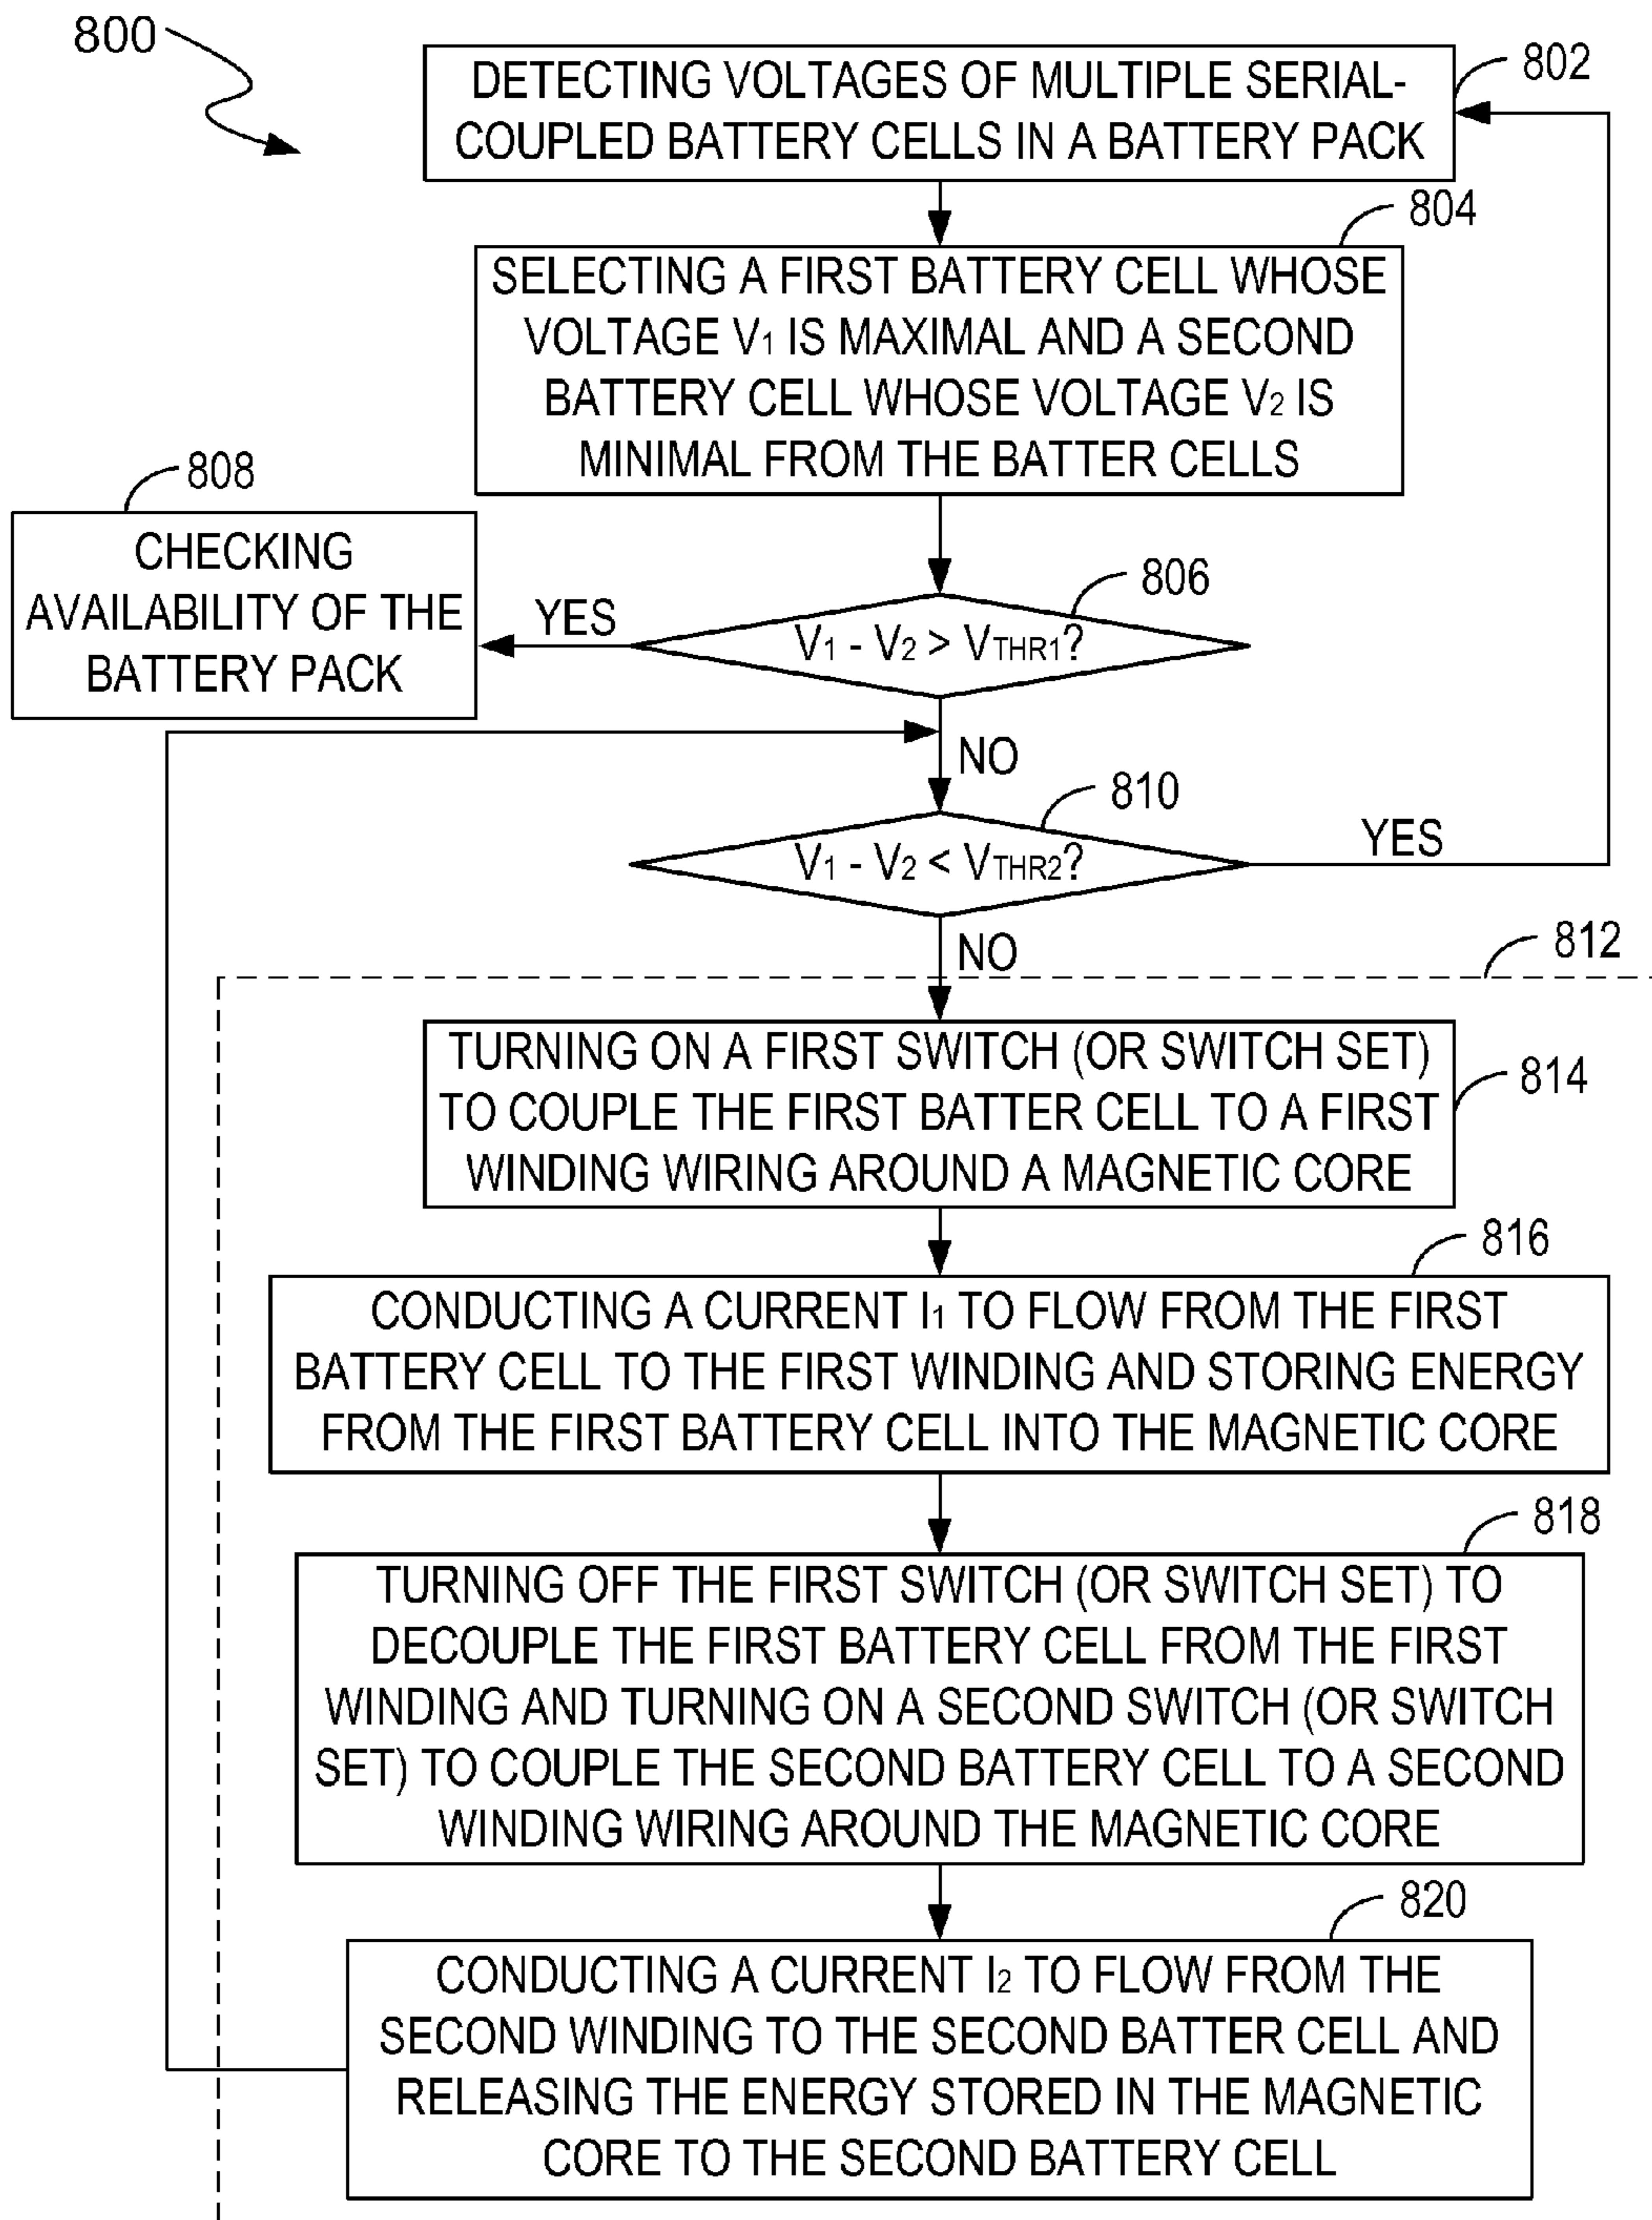 800
DETECTING VOLTAGES OF MULTIPLE SERIAL-
COUPLED BATTERY CELLS IN A BATTERY PACK
802
804
SELECTING A FIRST BATTERY CELL WHOSE
VOLTAGE V1 IS MAXIMAL AND A SECOND
BATTERY CELL WHOSE VOLTAGE V2 IS
MINIMAL FROM THE BATTER CELLS
808
CHECKING
AVAILABILITY OF THE
BATTERY PACK
YES
806
V1 - V2 > VTHR1?
NO
810
V1 - V2 < VTHR2?
YES
NO
812
TURNING ON A FIRST SWITCH (OR SWITCH SET)
TO COUPLE THE FIRST BATTER CELL TO A FIRST
WINDING WIRING AROUND A MAGNETIC CORE
814
816
CONDUCTING A CURRENT I1 TO FLOW FROM THE FIRST
BATTERY CELL TO THE FIRST WINDING AND STORING ENERGY
FROM THE FIRST BATTERY CELL INTO THE MAGNETIC CORE
818
TURNING OFF THE FIRST SWITCH (OR SWITCH SET) TO
DECOUPLE THE FIRST BATTERY CELL FROM THE FIRST
WINDING AND TURNING ON A SECOND SWITCH (OR SWITCH
SET) TO COUPLE THE SECOND BATTERY CELL TO A SECOND
WINDING WIRING AROUND THE MAGNETIC CORE
820
CONDUCTING A CURRENT I2 TO FLOW FROM THE
SECOND WINDING TO THE SECOND BATTER CELL AND
RELEASING THE ENERGY STORED IN THE MAGNETIC
CORE TO THE SECOND BATTERY CELL